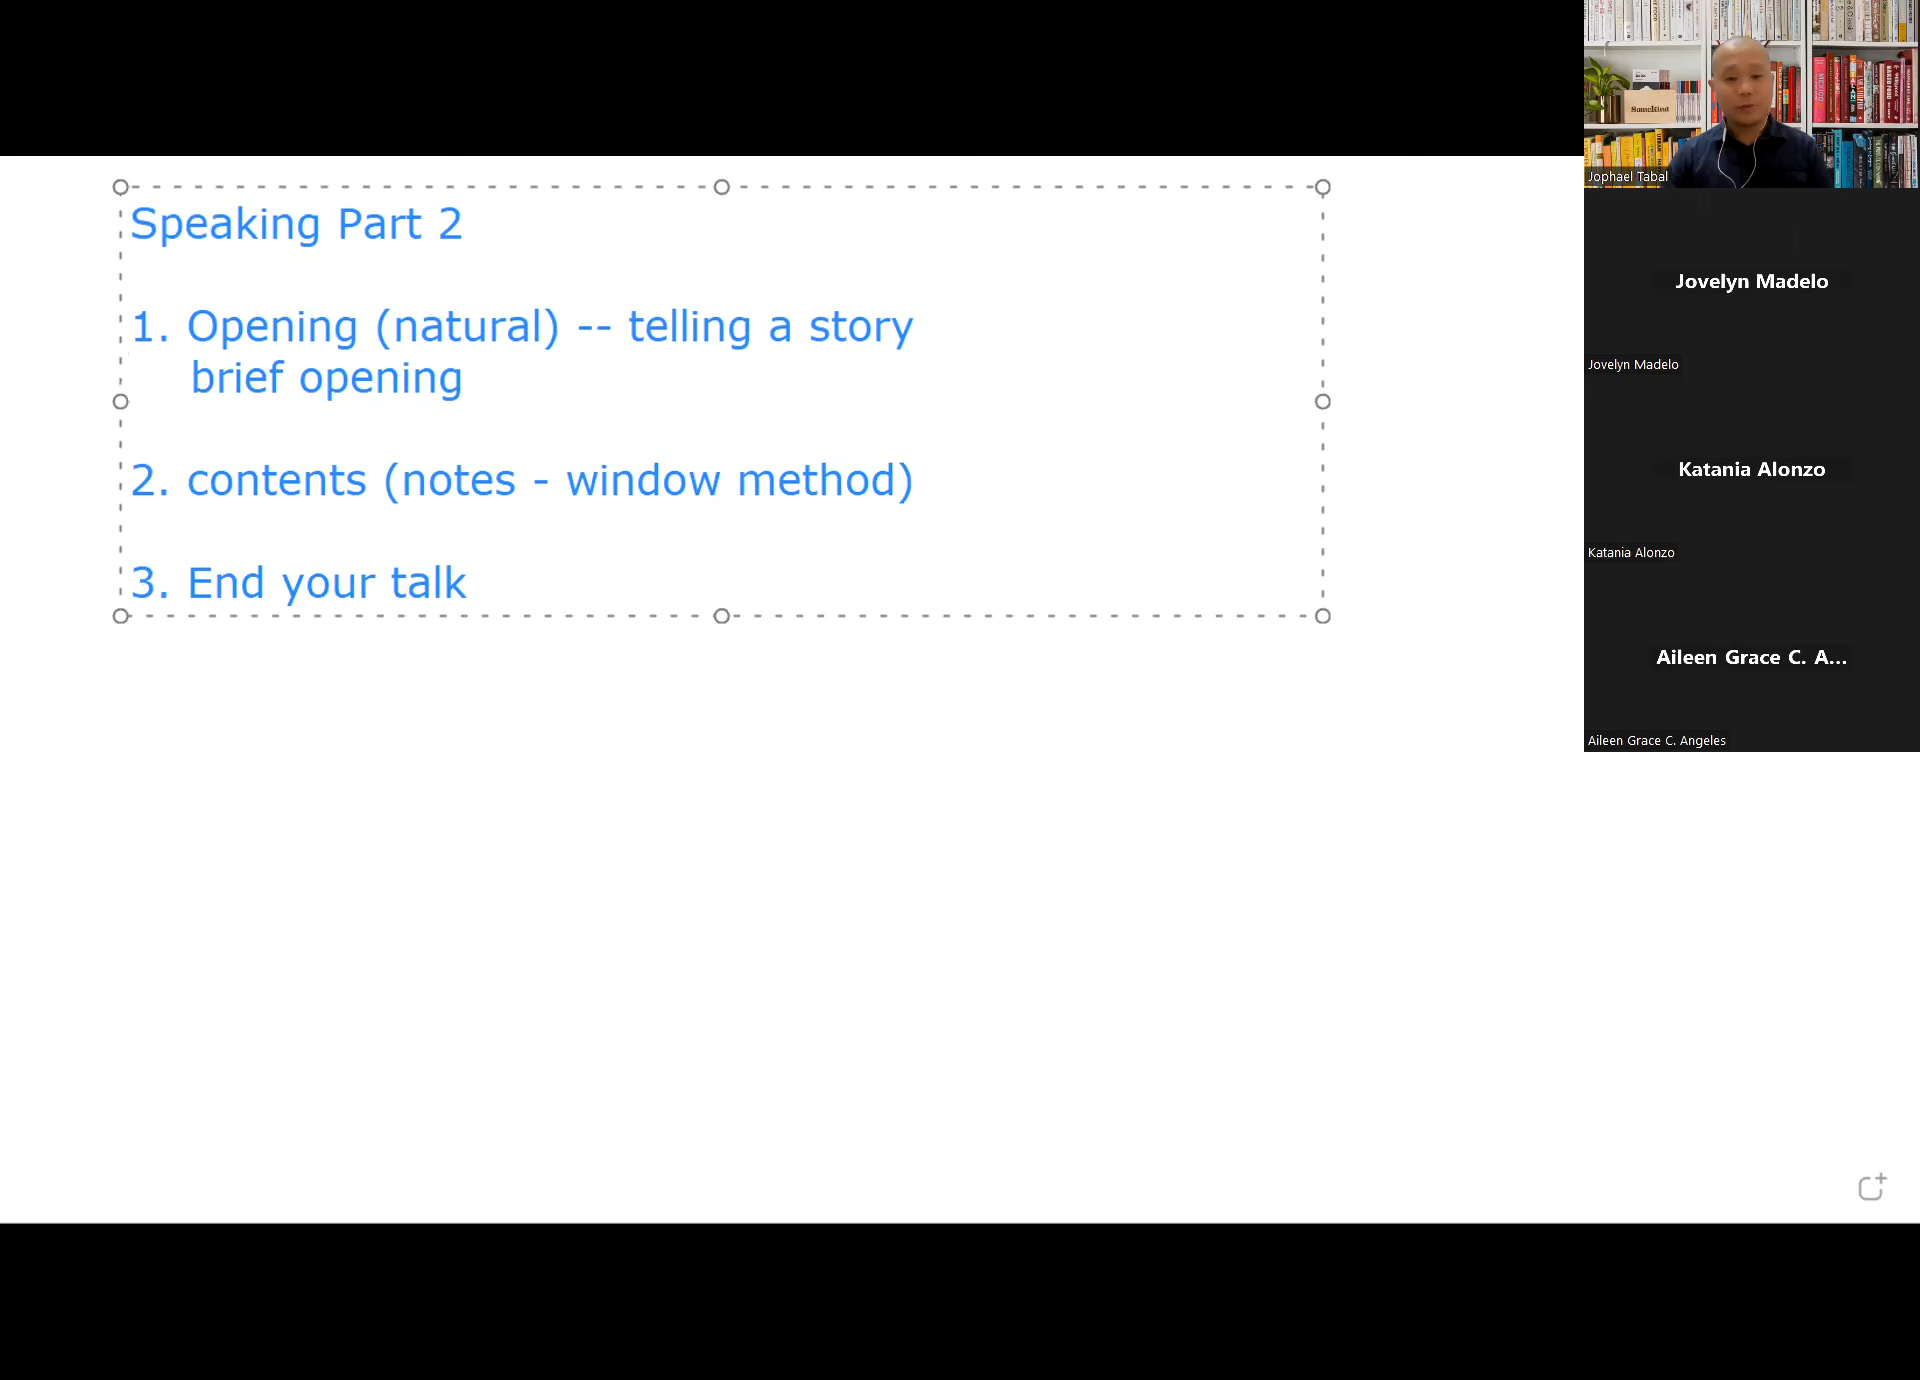 Speaking Part 2
1. Opening (natural) -- telling a story
brief opening
2. contents (notes - window method)
3. End your talk
Jophael Tabal
Jovelyn Madelo
Jovelyn Madelo
Katania Alonzo
Katania Alonzo
Aileen Grace C. A...
Aileen Grace C. Angeles